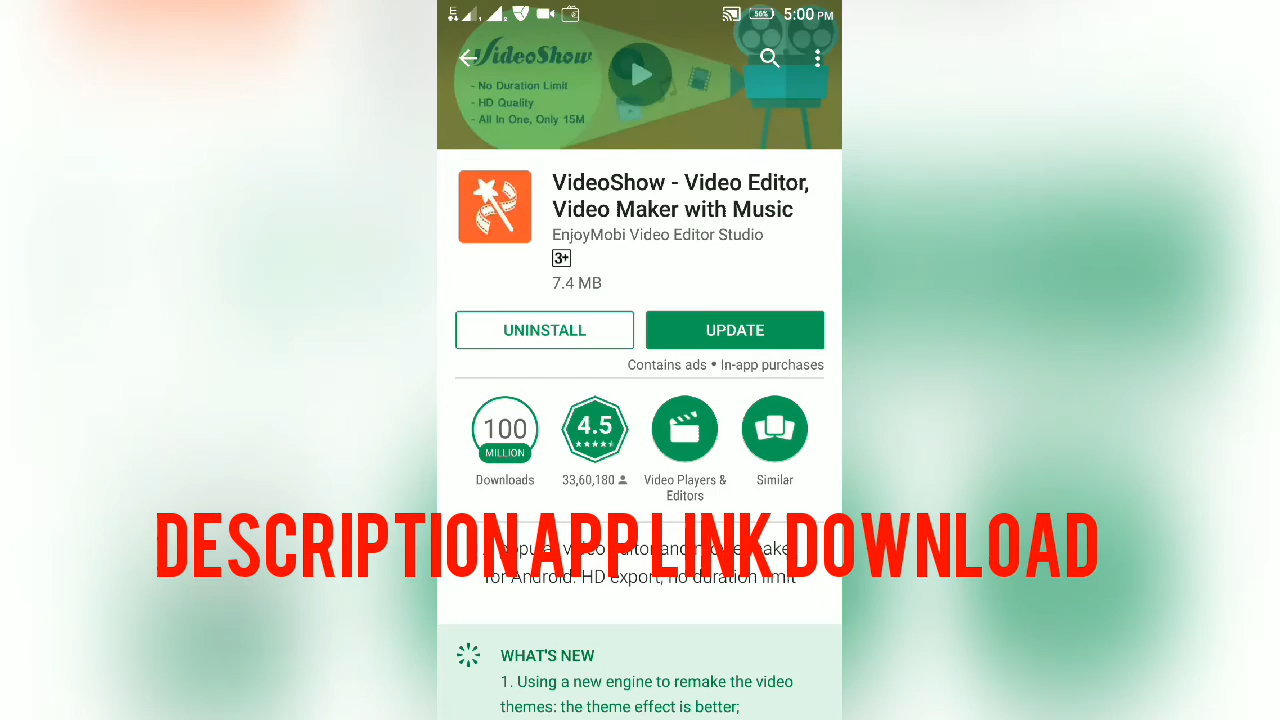 E
1
2
56%
5:00 PM
VideoShow
- No Duration Limit
- HD Quality
- All In One, Only 15M
VideoShow - Video Editor,
Video Maker with Music
EnjoyMobi Video Editor Studio
3+
7.4 MB
UNINSTALL
UPDATE
Contains ads • In-app purchases
100
MILLION
4.5
Downloads
33,60,180
Video Players &
Editors
Similar
DESCRIPTION APP LINK DOWNLOAD
for Android. HD export, no duration limit
WHAT'S NEW
1. Using a new engine to remake the video
themes: the theme effect is better;